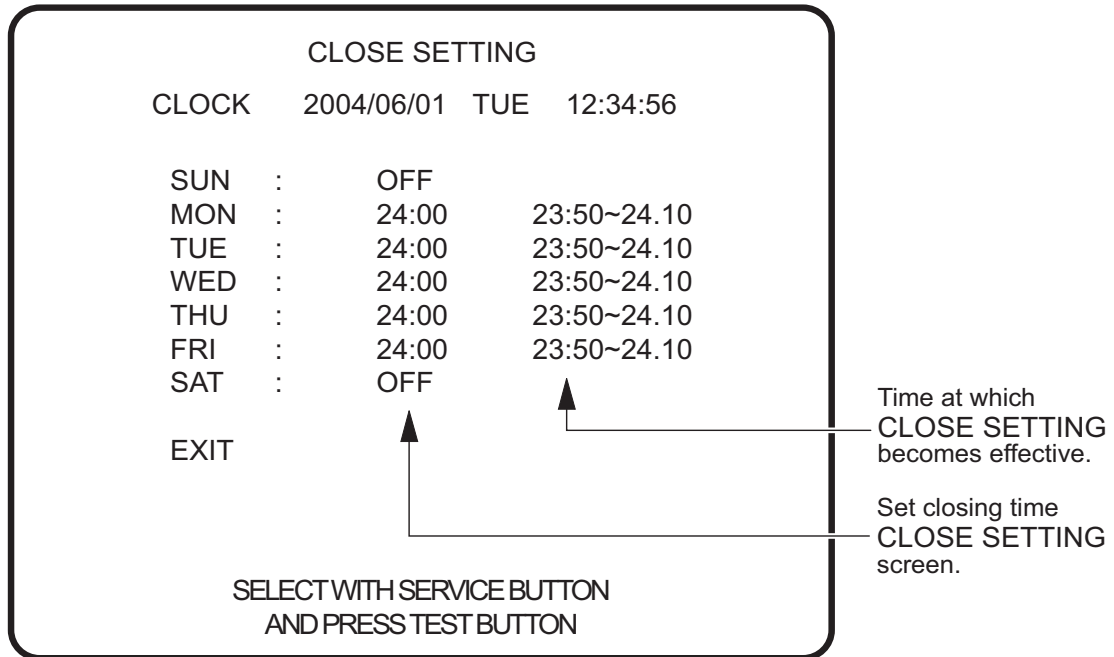 CLOSE SETTING
CLOCK 2004/06/01 TUE 12:34:56
SUN : OFF
MON : 24:00 23:50~24.10
TUE : 24:00 23:50~24.10
WED : 24:00 23:50~24.10
THU : 24:00 23:50~24.10
FRI : 24:00 23:50~24.10
SAT : OFF
EXIT
SELECT WITH SERVICE BUTTON
AND PRESS TEST BUTTON
Time at which
CLOSE SETTING
becomes effective.
Set closing time
CLOSE SETTING
screen.